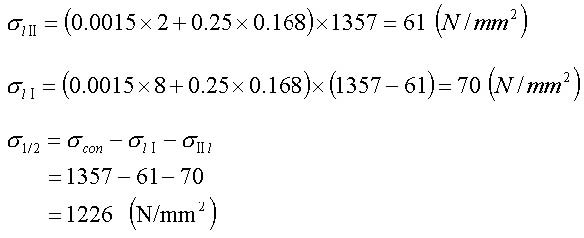 σ_{l II} = (0.0015×2+0.25×0.168)×1357 = 61 (N/mm²)
σ_{l I} = (0.0015×8+0.25×0.168)×(1357−61) = 70 (N/mm²)
σ_{1/2} = σ_{con} − σ_{l I} − σ_{II l}
= 1357−61−70
= 1226 (N/mm²)